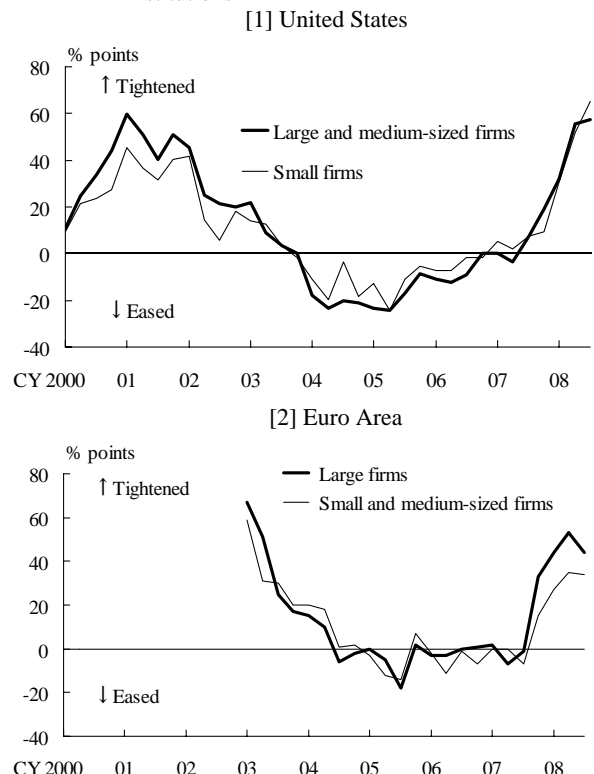 [1] United States
% points
80
↑ Tightened
60
Large and medium-sized firms
40
Small firms
20
0
-20
↓ Eased
-40
CY 2000 01 02 03 04 05 06 07 08
[2] Euro Area
% points
80
Large firms
↑ Tightened
Small and medium-sized firms
60
40
20
0
-20
↓ Eased
-40
CY 2000 01 02 03 04 05 06 07 08